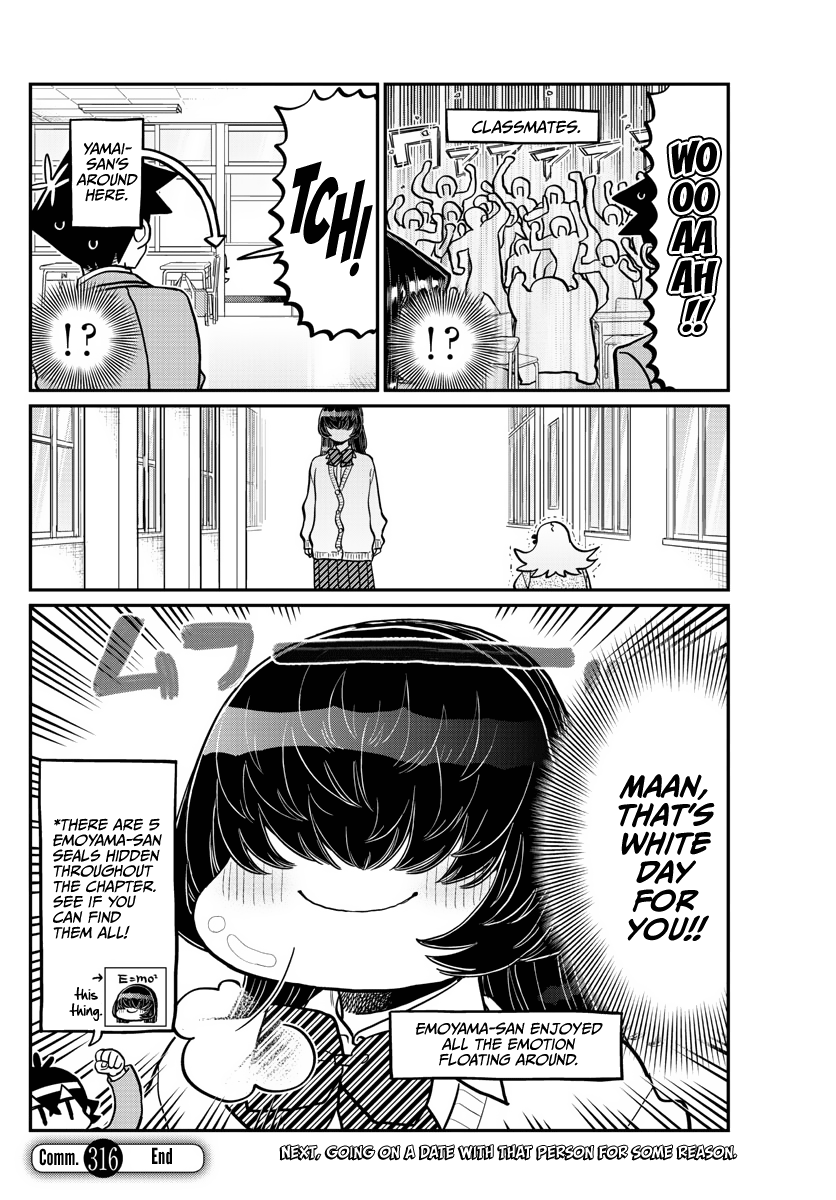 CLASSMATES.
WO
OO
AA
AH
!!
!?
YAMAI-
SAN'S
AROUND
HERE.
TCH!
!?
ムフー
MAAN,
THAT'S
WHITE
DAY
FOR
YOU!!
*THERE ARE 5
EMOYAMA-SAN
SEALS HIDDEN
THROUGHOUT
THE CHAPTER.
SEE IF YOU
CAN FIND
THEM ALL!
E=mo²
this
thing.
EMOYAMA-SAN ENJOYED
ALL THE EMOTION
FLOATING AROUND.
Comm. 316 End
NEXT, GOING ON A DATE WITH THAT PERSON FOR SOME REASON.